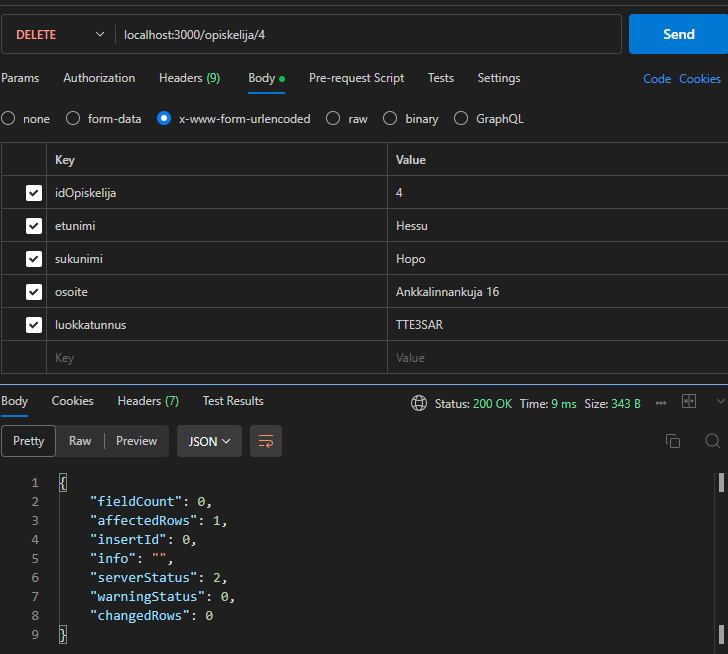 DELETE localhost:3000/opiskelija/4 Send
Params Authorization Headers (9) Body Pre-request Script Tests Settings Code Cookies
none form-data x-www-form-urlencoded raw binary GraphQL
Key Value
idOpiskelija 4
etunimi Hessu
sukunimi Hopo
osoite Ankkalinnankuja 16
luokkatunnus TTE3SAR
Key Value
Body Cookies Headers (7) Test Results Status: 200 OK Time: 9 ms Size: 343 B
Pretty Raw Preview JSON
1 {
2 "fieldCount": 0,
3 "affectedRows": 1,
4 "insertId": 0,
5 "info": "",
6 "serverStatus": 2,
7 "warningStatus": 0,
8 "changedRows": 0
9 }